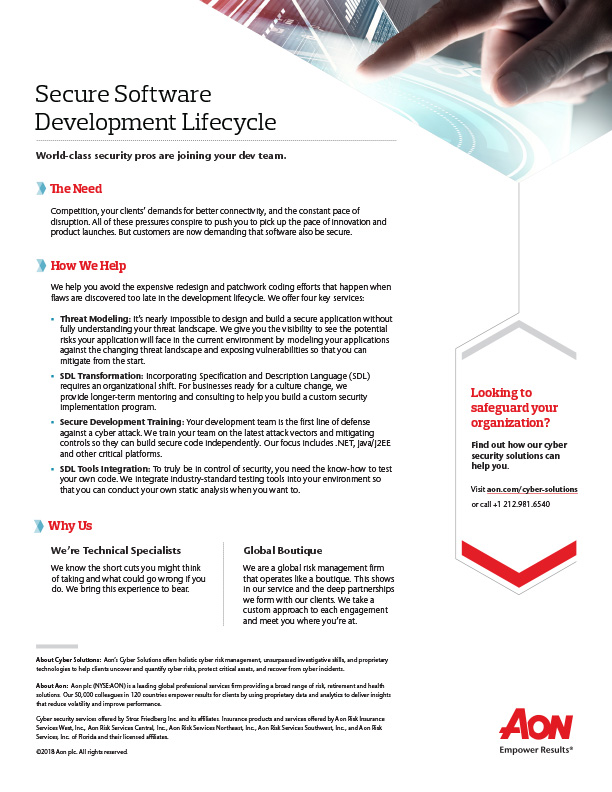 Secure Software
Development Lifecycle
World-class security pros are joining your dev team.
The Need
Competition, your clients’ demands for better connectivity, and the constant pace of
disruption. All of these pressures conspire to push you to pick up the pace of innovation and
product launches. But customers are now demanding that software also be secure.
How We Help
We help you avoid the expensive redesign and patchwork coding efforts that happen when
flaws are discovered too late in the development lifecycle. We offer four key services:
• Threat Modeling: It’s nearly impossible to design and build a secure application without
fully understanding your threat landscape. We give you the visibility to see the potential
risks your application will face in the current environment by modeling your applications
against the changing threat landscape and exposing vulnerabilities so that you can
mitigate from the start.
• SDL Transformation: Incorporating Specification and Description Language (SDL)
requires an organizational shift. For businesses ready for a culture change, we
provide longer-term mentoring and consulting to help you build a custom security
implementation program.
• Secure Development Training: Your development team is the first line of defense
against a cyber attack. We train your team on the latest attack vectors and mitigating
controls so they can build secure code independently. Our focus includes .NET, Java/J2EE
and other critical platforms.
• SDL Tools Integration: To truly be in control of security, you need the know-how to test
your own code. We integrate industry-standard testing tools into your environment so
that you can conduct your own static analysis when you want to.
Why Us
We’re Technical Specialists
We know the short cuts you might think
of taking and what could go wrong if you
do. We bring this experience to bear.
Global Boutique
We are a global risk management firm
that operates like a boutique. This shows
in our service and the deep partnerships
we form with our clients. We take a
custom approach to each engagement
and meet you where you’re at.
Looking to
safeguard your
organization?
Find out how our cyber
security solutions can
help you.
Visit aon.com/cyber-solutions
or call +1 212.981.6540
About Cyber Solutions: Aon’s Cyber Solutions offers holistic cyber risk management, unsurpassed investigative skills, and proprietary
technologies to help clients uncover and quantify cyber risks, protect critical assets, and recover from cyber incidents.
About Aon: Aon plc (NYSE:AON) is a leading global professional services firm providing a broad range of risk, retirement and health
solutions. Our 50,000 colleagues in 120 countries empower results for clients by using proprietary data and analytics to deliver insights
that reduce volatility and improve performance.
Cyber security services offered by Stroz Friedberg Inc. and its affiliates. Insurance products and services offered by Aon Risk Insurance
Services West, Inc., Aon Risk Services Central, Inc., Aon Risk Services Northeast, Inc., Aon Risk Services Southwest, Inc., and Aon Risk
Services, Inc. of Florida and their licensed affiliates.
©2018 Aon plc. All rights reserved.
AON
Empower Results®